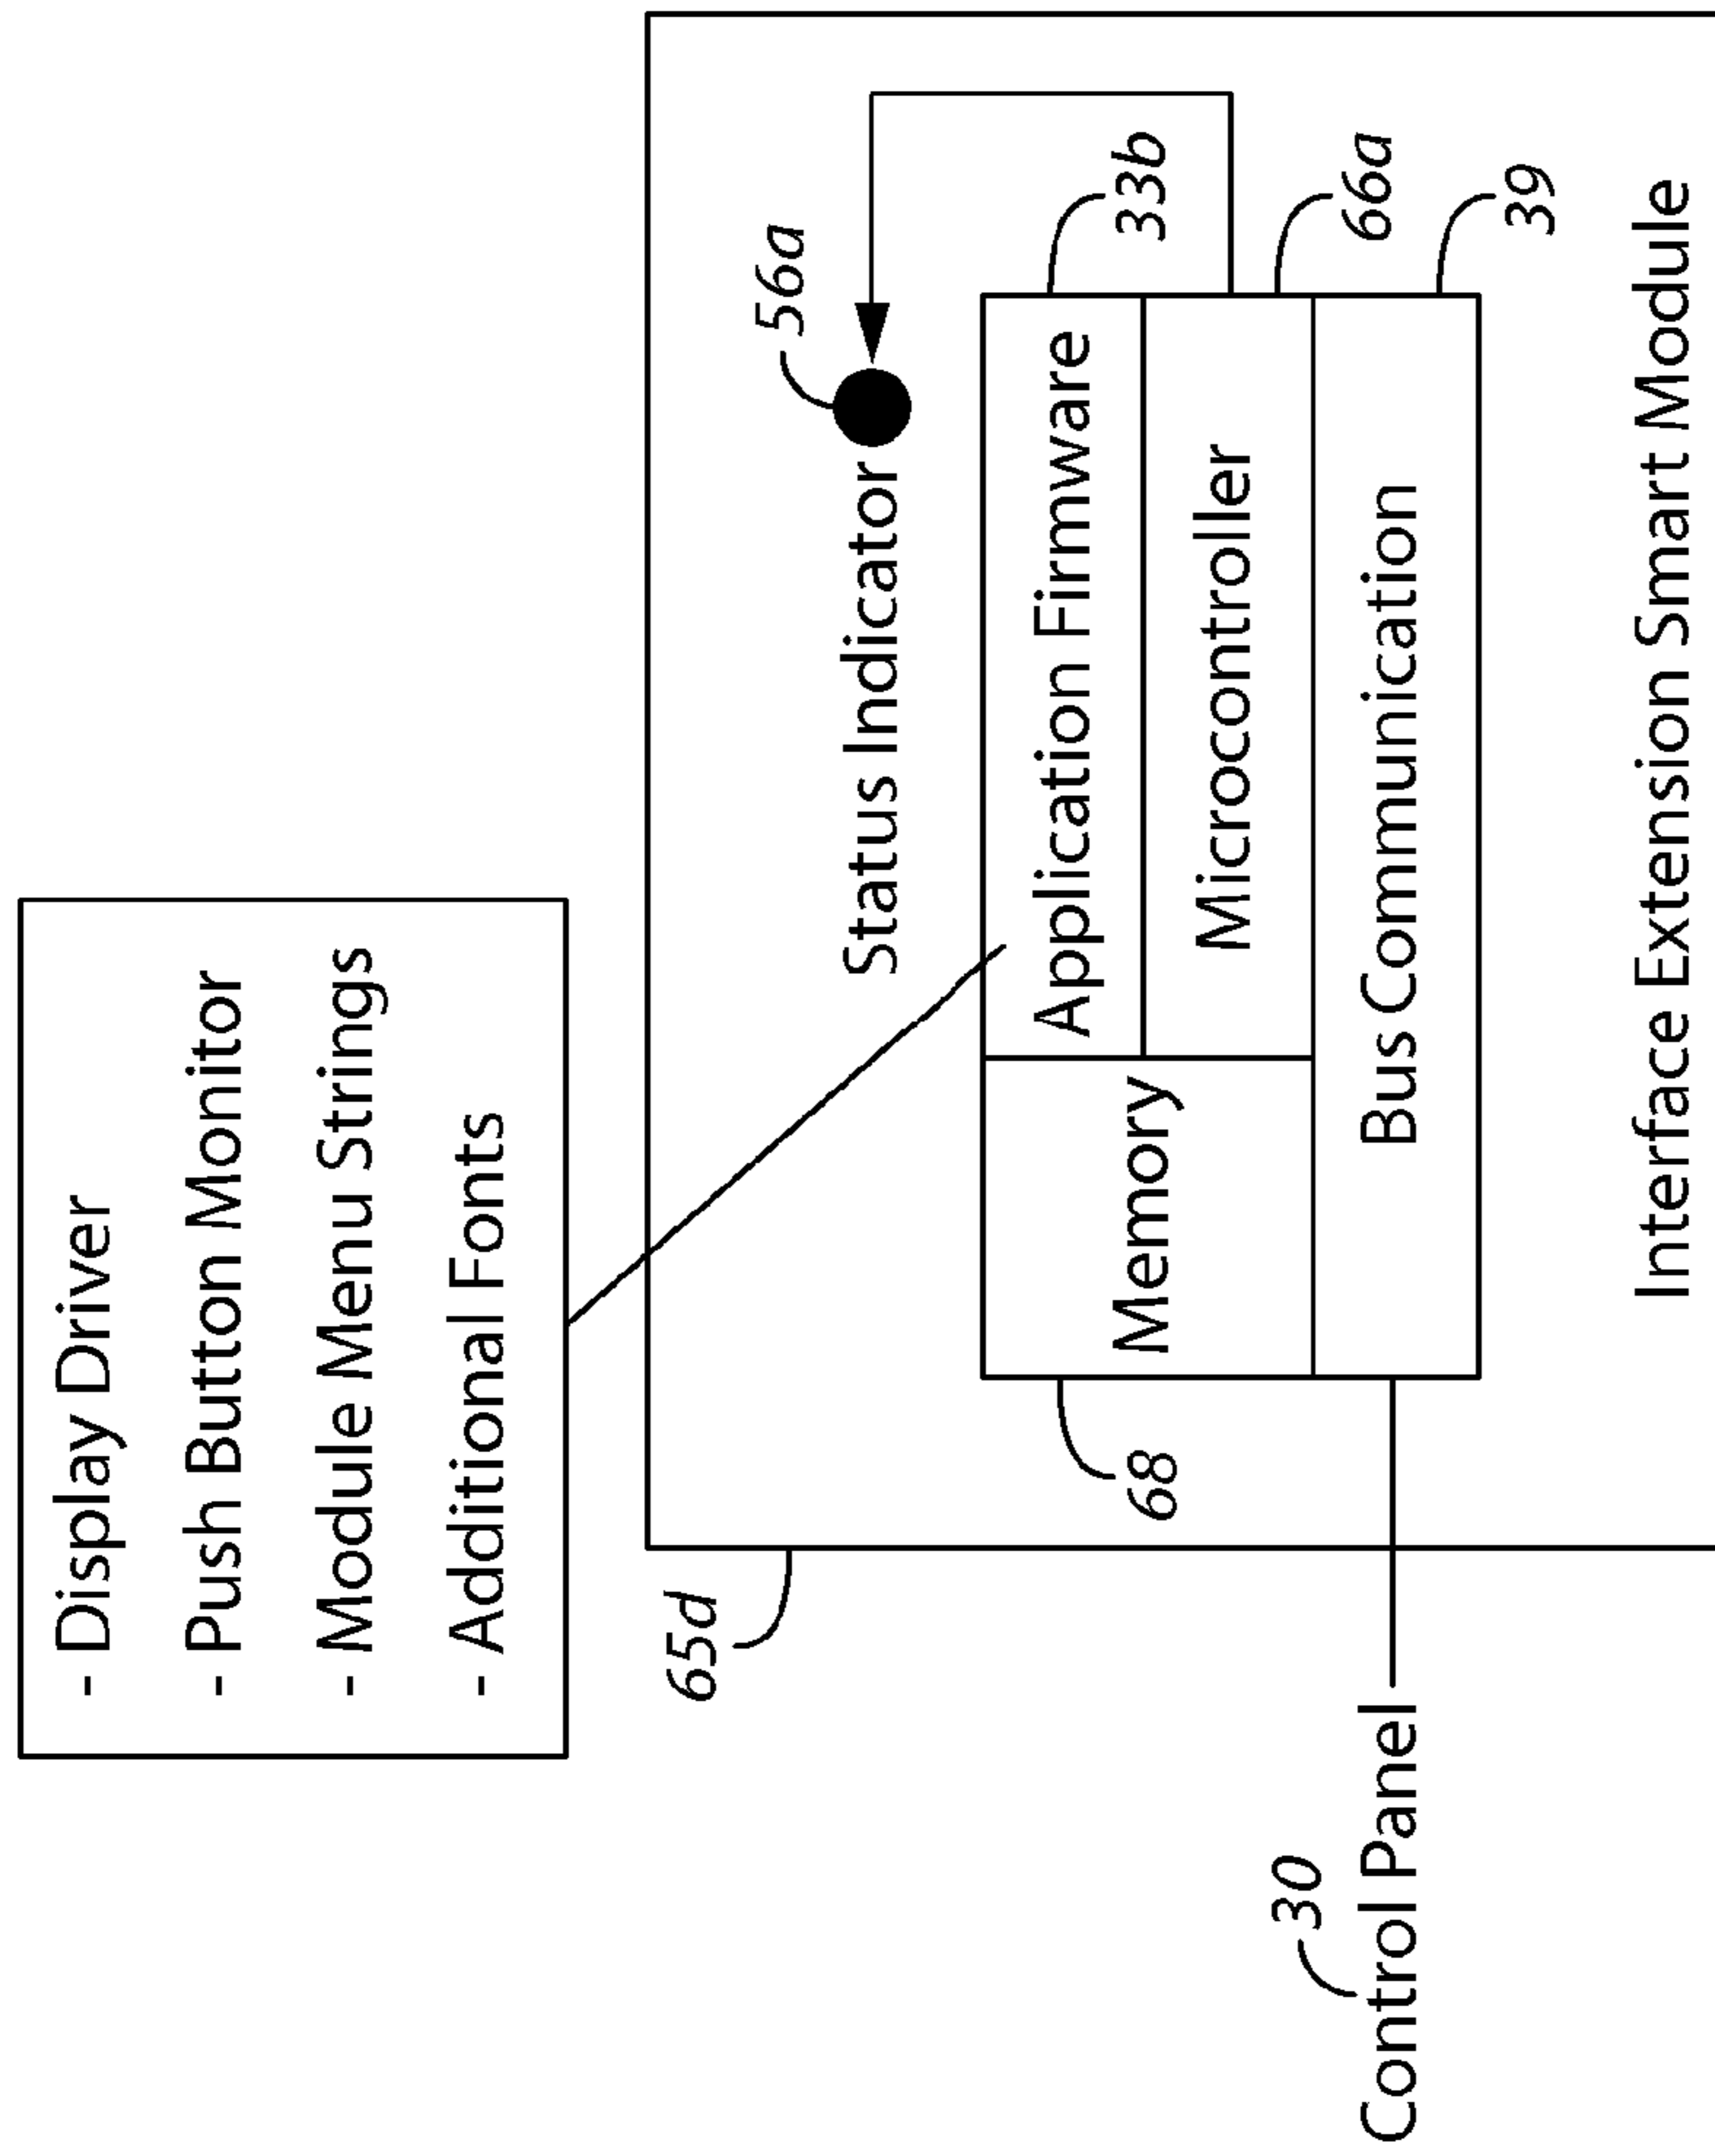 - Display Driver
- Push Button Monitor
- Module Menu Strings
- Additional Fonts
65d
56a
Status Indicator
33b
Application Firmware
68
Memory
Microcontroller
66a
30
Control Panel
Bus Communication
39
Interface Extension Smart Module